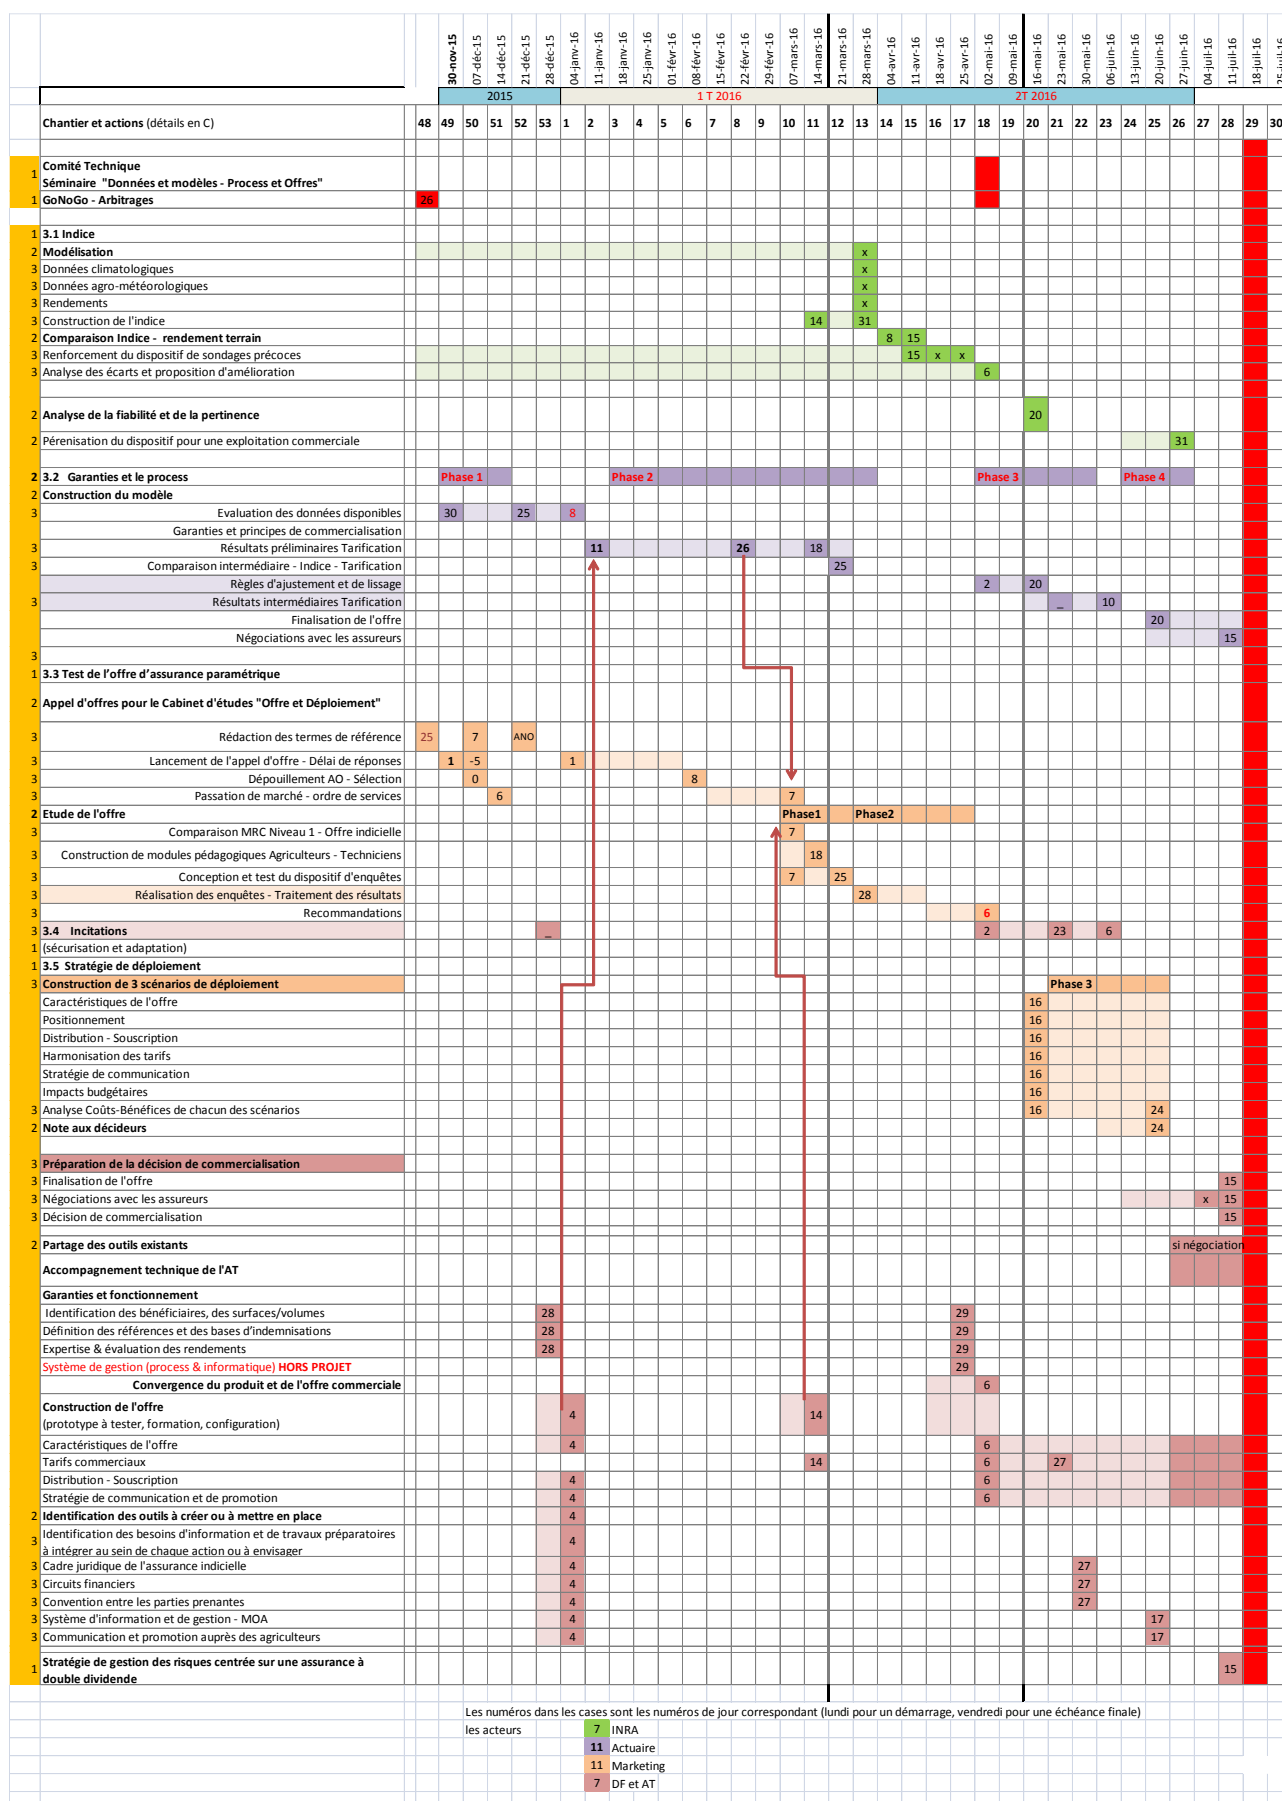 30-nov-15 07-déc-15 14-déc-15 21-déc-15 28-déc-15 04-janv-16 11-janv-16 18-janv-16 25-janv-16 01-févr-16 08-févr-16 15-févr-16 22-févr-16 29-févr-16 07-mars-16 14-mars-16 21-mars-16 28-mars-16 04-avr-16 11-avr-16 18-avr-16 25-avr-16 02-mai-16 09-mai-16 16-mai-16 23-mai-16 30-mai-16 06-juin-16 13-juin-16 20-juin-16 27-juin-16 04-juil-16 11-juil-16 18-juil-16
2015 1 T 2016 2T 2016
Chantier et actions (détails en C) 48 49 50 51 52 53 1 2 3 4 5 6 7 8 9 10 11 12 13 14 15 16 17 18 19 20 21 22 23 24 25 26 27 28 29 30
1 Comité Technique
Séminaire "Données et modèles - Process et Offres"
1 GoNoGo - Arbitrages 26
1 3.1 Indice
2 Modélisation x
3 Données climatologiques x
3 Données agro-météorologiques x
3 Rendements x
3 Construction de l'indice 14 31
2 Comparaison Indice - rendement terrain 8 15
3 Renforcement du dispositif de sondages précoces 15 x x
3 Analyse des écarts et proposition d'amélioration 6
2 Analyse de la fiabilité et de la pertinence 20
2 Pérenisation du dispositif pour une exploitation commerciale 31
2 3.2 Garanties et le process Phase 1 Phase 2 Phase 3 Phase 4
2 Construction du modèle
3 Evaluation des données disponibles 30 25 8
Garanties et principes de commercialisation
3 Résultats préliminaires Tarification 11 26 18
3 Comparaison intermédiaire - Indice - Tarification 25
Règles d'ajustement et de lissage 2 20
3 Résultats intermédiaires Tarification _ 10
Finalisation de l'offre 20
Négociations avec les assureurs 15
3
1 3.3 Test de l'offre d'assurance paramétrique
2 Appel d'offres pour le Cabinet d'études "Offre et Déploiement"
3 Rédaction des termes de référence 25 7 ANO
3 Lancement de l'appel d'offre - Délai de réponses 1 -5 1
3 Dépouillement AO - Sélection 0 8
3 Passation de marché - ordre de services 6 7
2 Etude de l'offre Phase1 Phase2
3 Comparaison MRC Niveau 1 - Offre indicielle 7
3 Construction de modules pédagogiques Agriculteurs - Techniciens 18
3 Conception et test du dispositif d'enquêtes 7 25
3 Réalisation des enquêtes - Traitement des résultats 28
3 Recommandations 6
3 3.4 Incitations _ 2 23 6
1 (sécurisation et adaptation)
1 3.5 Stratégie de déploiement
3 Construction de 3 scénarios de déploiement Phase 3
Caractéristiques de l'offre 16
Positionnement 16
Distribution - Souscription 16
Harmonisation des tarifs 16
Stratégie de communication 16
Impacts budgétaires 16
3 Analyse Coûts-Bénéfices de chacun des scénarios 16 24
2 Note aux décideurs 24
3 Préparation de la décision de commercialisation
3 Finalisation de l'offre 15
3 Négociations avec les assureurs x 15
3 Décision de commercialisation 15
2 Partage des outils existants si négociation
Accompagnement technique de l'AT
Garanties et fonctionnement
Identification des bénéficiaires, des surfaces/volumes 28 29
Définition des références et des bases d'indemnisations 28 29
Expertise & évaluation des rendements 28 29
Système de gestion (process & informatique) HORS PROJET 29
Convergence du produit et de l'offre commerciale 6
Construction de l'offre
(prototype à tester, formation, configuration) 4 14
Caractéristiques de l'offre 4 6
Tarifs commerciaux 14 6 27
Distribution - Souscription 4 6
Stratégie de communication et de promotion 4 6
2 Identification des outils à créer ou à mettre en place 4
3 Identification des besoins d'information et de travaux préparatoires
à intégrer au sein de chaque action ou à envisager 4
3 Cadre juridique de l'assurance indicielle 4 27
3 Circuits financiers 4 27
3 Convention entre les parties prenantes 4 27
3 Système d'information et de gestion - MOA 4 17
3 Communication et promotion auprès des agriculteurs 4 17
1 Stratégie de gestion des risques centrée sur une assurance à
double dividende 15
Les numéros dans les cases sont les numéros de jour correspondant (lundi pour un démarrage, vendredi pour une échéance finale)
les acteurs 7 INRA
11 Actuaire
11 Marketing
7 DF et AT